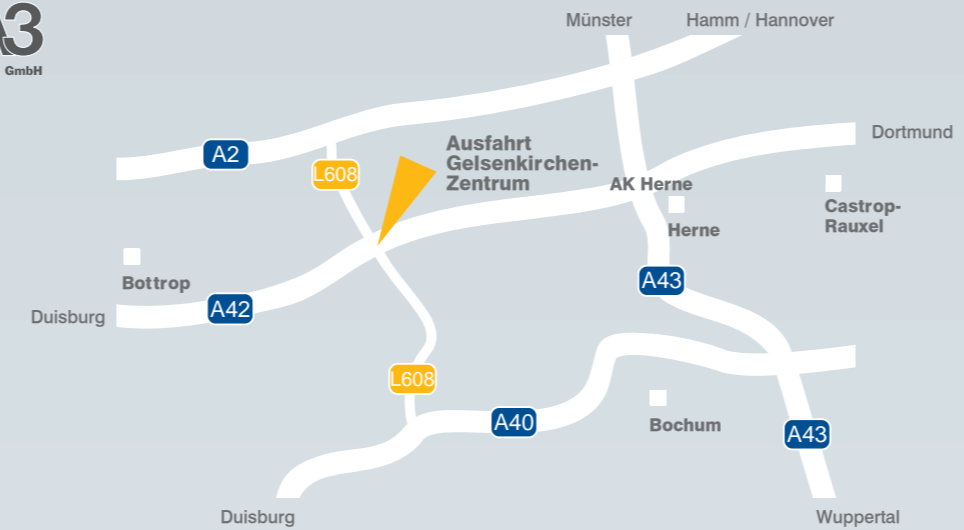 3
GmbH
Münster
Hamm / Hannover
Dortmund
A2
L608
Ausfahrt
Gelsenkirchen-
Zentrum
AK Herne
Castrop-
Rauxel
Herne
Bottrop
A43
Duisburg
A42
L608
A40
Bochum
A43
Duisburg
Wuppertal